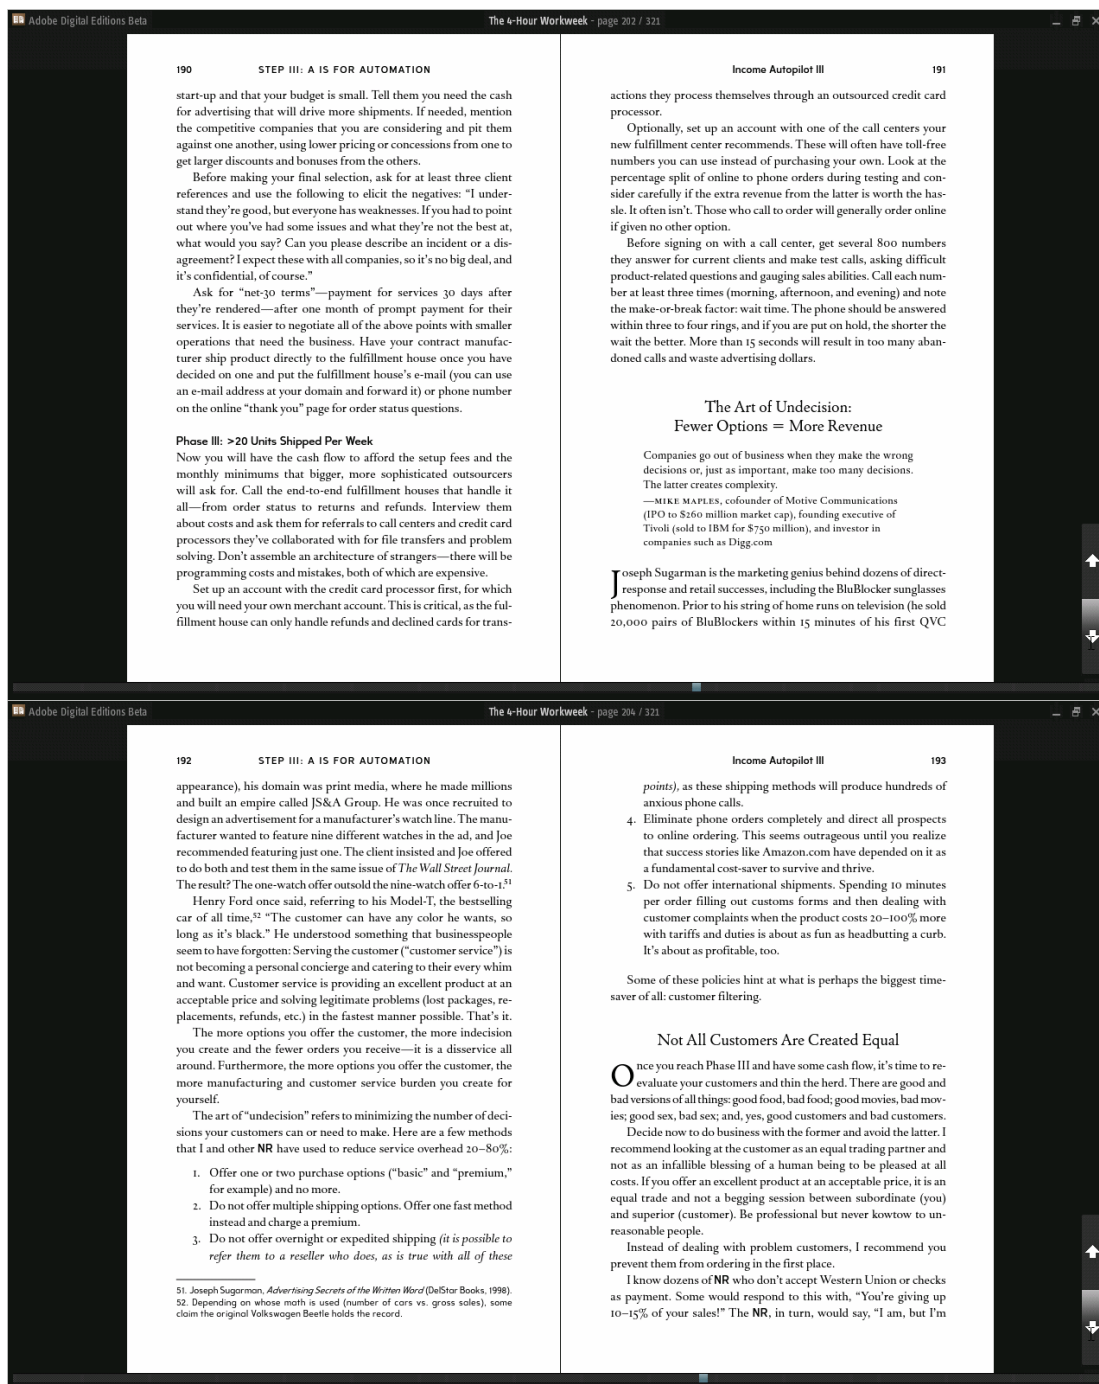 Adobe Digital Editions Beta
The 4-Hour Workweek - page 202 / 321
190
STEP III: A IS FOR AUTOMATION
start-up and that your budget is small. Tell them you need the cash
for advertising that will drive more shipments. If needed, mention
the competitive companies that you are considering and pit them
against one another, using lower pricing or concessions from one to
get larger discounts and bonuses from the others.
Before making your final selection, ask for at least three client
references and use the following to elicit the negatives: “I under-
stand they’re good, but everyone has weaknesses. If you had to point
out where you’ve had some issues and what they’re not the best at,
what would you say? Can you please describe an incident or a dis-
agreement? I expect these with all companies, so it’s no big deal, and
it’s confidential, of course.”
Ask for “net-30 terms”—payment for services 30 days after
they’re rendered—after one month of prompt payment for their
services. It is easier to negotiate all of the above points with smaller
operations that need the business. Have your contract manufac-
turer ship product directly to the fulfillment house once you have
decided on one and put the fulfillment house’s e-mail (you can use
an e-mail address at your domain and forward it) or phone number
on the online “thank you” page for order status questions.
Phase III: >20 Units Shipped Per Week
Now you will have the cash flow to afford the setup fees and the
monthly minimums that bigger, more sophisticated outsourcers
will ask for. Call the end-to-end fulfillment houses that handle it
all—from order status to returns and refunds. Interview them
about costs and ask them for referrals to call centers and credit card
processors they’ve collaborated with for file transfers and problem
solving. Don’t assemble an architecture of strangers—there will be
programming costs and mistakes, both of which are expensive.
Set up an account with the credit card processor first, for which
you will need your own merchant account. This is critical, as the ful-
fillment house can only handle refunds and declined cards for trans-
Income Autopilot III
191
actions they process themselves through an outsourced credit card
processor.
Optionally, set up an account with one of the call centers your
new fulfillment center recommends. These will often have toll-free
numbers you can use instead of purchasing your own. Look at the
percentage split of online to phone orders during testing and con-
sider carefully if the extra revenue from the latter is worth the has-
sle. It often isn’t. Those who call to order will generally order online
if given no other option.
Before signing on with a call center, get several 800 numbers
they answer for current clients and make test calls, asking difficult
product-related questions and gauging sales abilities. Call each num-
ber at least three times (morning, afternoon, and evening) and note
the make-or-break factor: wait time. The phone should be answered
within three to four rings, and if you are put on hold, the shorter the
wait the better. More than 15 seconds will result in too many aban-
doned calls and waste advertising dollars.
The Art of Undecision:
Fewer Options = More Revenue
Companies go out of business when they make the wrong
decisions or, just as important, make too many decisions.
The latter creates complexity.
—MIKE MAPLES, cofounder of Motive Communications
(IPO to $260 million market cap), founding executive of
Tivoli (sold to IBM for $750 million), and investor in
companies such as Digg.com
Joseph Sugarman is the marketing genius behind dozens of direct-
response and retail successes, including the BluBlocker sunglasses
phenomenon. Prior to his string of home runs on television (he sold
20,000 pairs of BluBlockers within 15 minutes of his first QVC
Adobe Digital Editions Beta
The 4-Hour Workweek - page 204 / 321
192
STEP III: A IS FOR AUTOMATION
appearance), his domain was print media, where he made millions
and built an empire called JS&A Group. He was once recruited to
design an advertisement for a manufacturer’s watch line. The manu-
facturer wanted to feature nine different watches in the ad, and Joe
recommended featuring just one. The client insisted and Joe offered
to do both and test them in the same issue of The Wall Street Journal.
The result? The one-watch offer outsold the nine-watch offer 6-to-1.51
Henry Ford once said, referring to his Model-T, the bestselling
car of all time,52 “The customer can have any color he wants, so
long as it’s black.” He understood something that businesspeople
seem to have forgotten: Serving the customer (“customer service”) is
not becoming a personal concierge and catering to their every whim
and want. Customer service is providing an excellent product at an
acceptable price and solving legitimate problems (lost packages, re-
placements, refunds, etc.) in the fastest manner possible. That’s it.
The more options you offer the customer, the more indecision
you create and the fewer orders you receive—it is a disservice all
around. Furthermore, the more options you offer the customer, the
more manufacturing and customer service burden you create for
yourself.
The art of “undecision” refers to minimizing the number of deci-
sions your customers can or need to make. Here are a few methods
that I and other NR have used to reduce service overhead 20–80%:
1. Offer one or two purchase options (“basic” and “premium,”
for example) and no more.
2. Do not offer multiple shipping options. Offer one fast method
instead and charge a premium.
3. Do not offer overnight or expedited shipping (it is possible to
refer them to a reseller who does, as is true with all of these
51. Joseph Sugarman, Advertising Secrets of the Written Word (DelStar Books, 1998).
52. Depending on whose math is used (number of cars vs. gross sales), some
claim the original Volkswagen Beetle holds the record.
Income Autopilot III
193
points), as these shipping methods will produce hundreds of
anxious phone calls.
4. Eliminate phone orders completely and direct all prospects
to online ordering. This seems outrageous until you realize
that success stories like Amazon.com have depended on it as
a fundamental cost-saver to survive and thrive.
5. Do not offer international shipments. Spending 10 minutes
per order filling out customs forms and then dealing with
customer complaints when the product costs 20–100% more
with tariffs and duties is about as fun as headbutting a curb.
It’s about as profitable, too.
Some of these policies hint at what is perhaps the biggest time-
saver of all: customer filtering.
Not All Customers Are Created Equal
Once you reach Phase III and have some cash flow, it’s time to re-
evaluate your customers and thin the herd. There are good and
bad versions of all things: good food, bad food; good movies, bad mov-
ies; good sex, bad sex; and, yes, good customers and bad customers.
Decide now to do business with the former and avoid the latter. I
recommend looking at the customer as an equal trading partner and
not as an infallible blessing of a human being to be pleased at all
costs. If you offer an excellent product at an acceptable price, it is an
equal trade and not a begging session between subordinate (you)
and superior (customer). Be professional but never kowtow to un-
reasonable people.
Instead of dealing with problem customers, I recommend you
prevent them from ordering in the first place.
I know dozens of NR who don’t accept Western Union or checks
as payment. Some would respond to this with, “You’re giving up
10–15% of your sales!” The NR, in turn, would say, “I am, but I’m